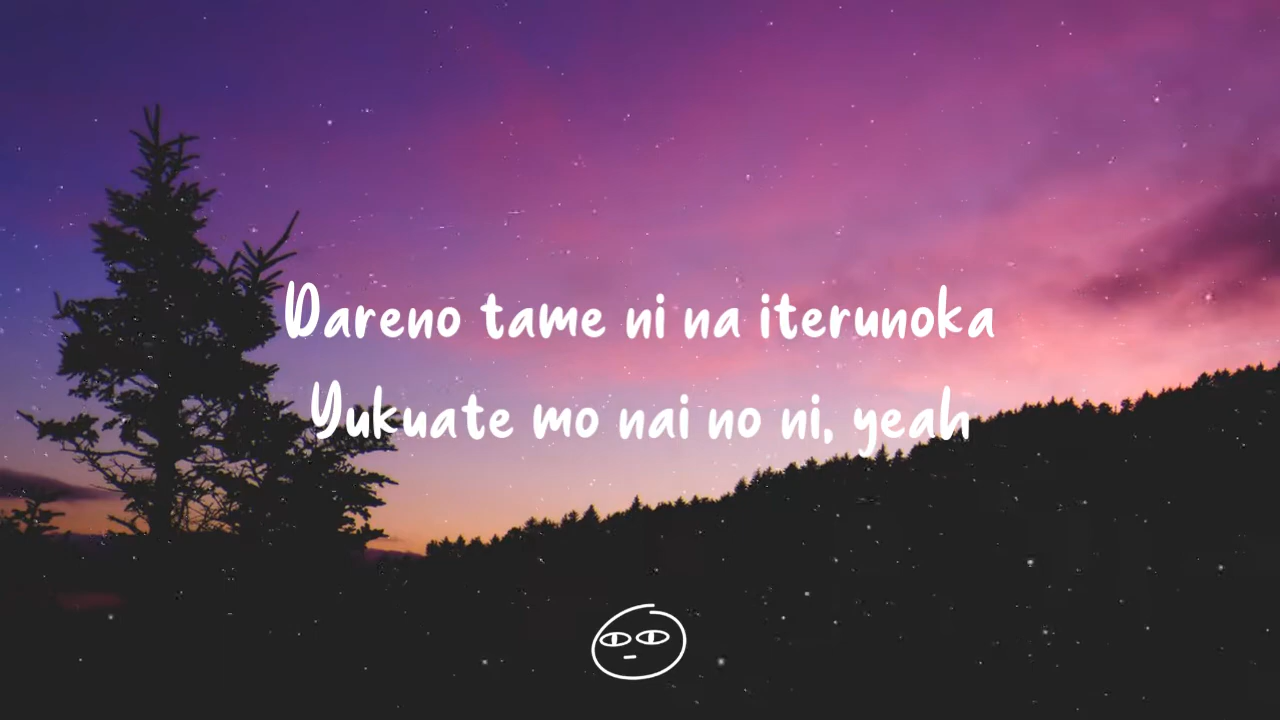 Dareno tame ni na iterunoka
Yukuate mo nai no ni, yeah